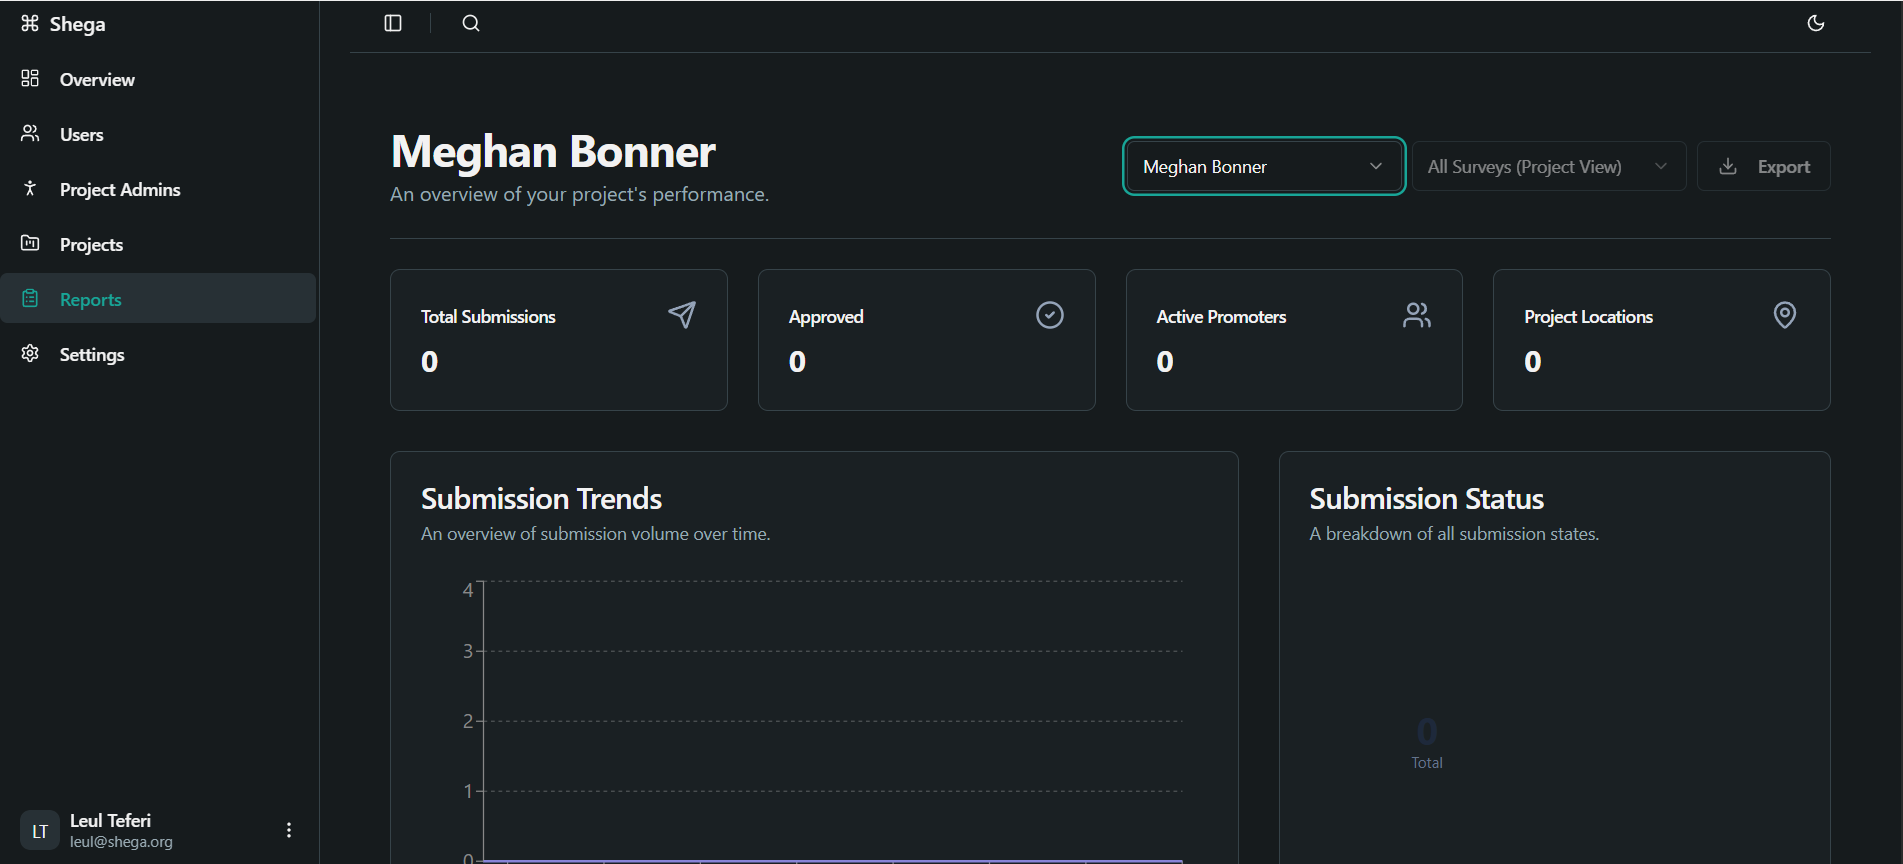 Shega
Overview
Users
Project Admins
Projects
Reports
Settings
LT
Leul Teferi
leul@shega.org
Meghan Bonner
An overview of your project's performance.
Meghan Bonner
All Surveys (Project View)
Export
Total Submissions
0
Approved
0
Active Promoters
0
Project Locations
0
Submission Trends
An overview of submission volume over time.
4
3
2
1
0
Submission Status
A breakdown of all submission states.
0
Total